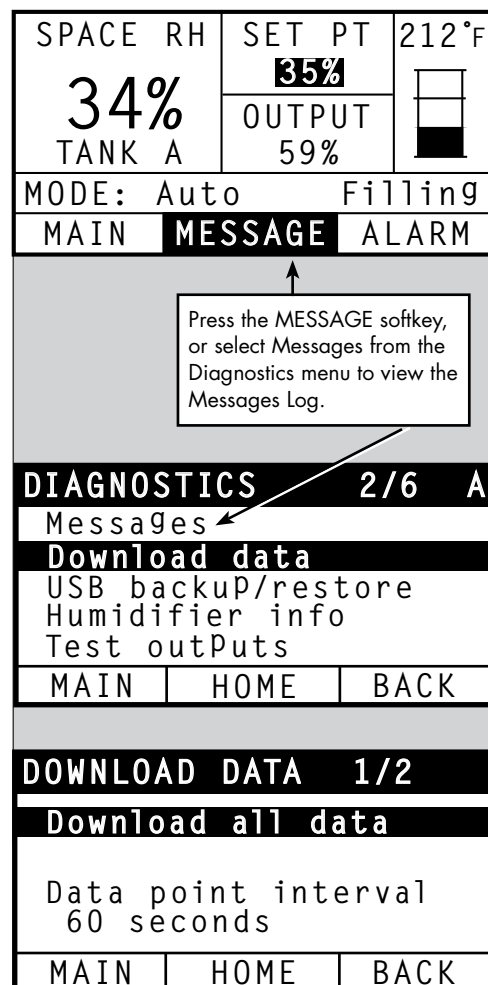 SPACE RH
34%
TANK A
SET PT
35%
OUTPUT
59%
212°F
MODE: Auto Filling
MAIN MESSAGE ALARM
Press the MESSAGE softkey,
or select Messages from the
Diagnostics menu to view the
Messages Log.
DIAGNOSTICS 2/6 A
Messages
Download data
USB backup/restore
Humidifier info
Test outputs
MAIN HOME BACK
DOWNLOAD DATA 1/2
Download all data
Data point interval
60 seconds
MAIN HOME BACK